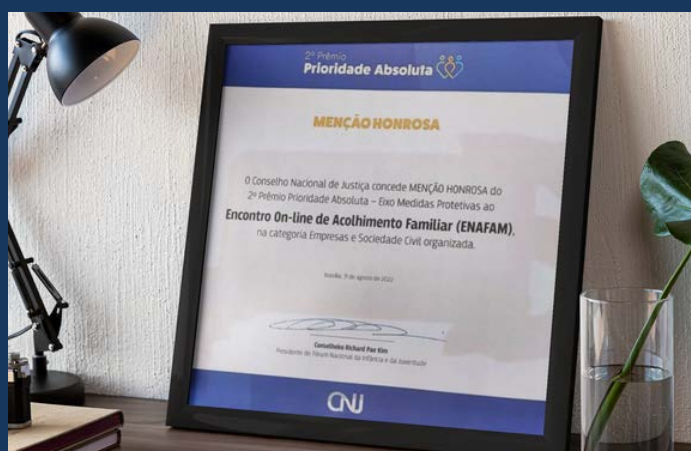 2º Prêmio
Prioridade Absoluta
MENÇÃO HONROSA
O Conselho Nacional de Justiça concede MENÇÃO HONROSA do
2º Prêmio Prioridade Absoluta – Eixo Medidas Protetivas ao
Encontro On-line de Acolhimento Familiar (ENAFAM),
na categoria Empresas e Sociedade Civil organizada.
Brasília, 31 de agosto de 2022
Conselheiro Richard Pae Kim
Presidente do Fórum Nacional da Infância e da Juventude
CNJ